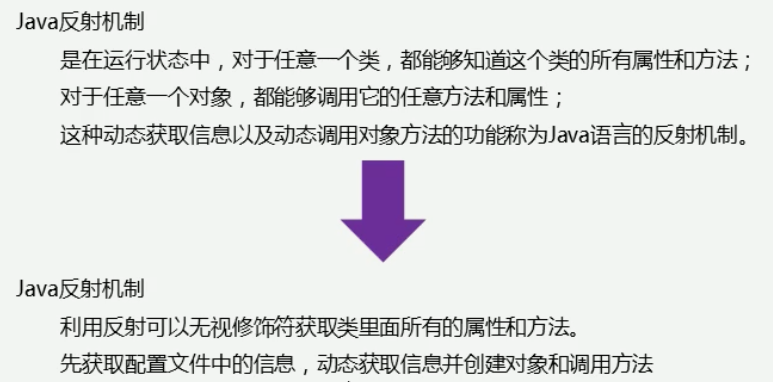 Java反射机制
是在运行状态中，对于任意一个类，都能够知道这个类的所有属性和方法；
对于任意一个对象，都能够调用它的任意方法和属性；
这种动态获取信息以及动态调用对象方法的功能称为Java语言的反射机制。
Java反射机制
利用反射可以无视修饰符获取类里面所有的属性和方法。
先获取配置文件中的信息，动态获取信息并创建对象和调用方法